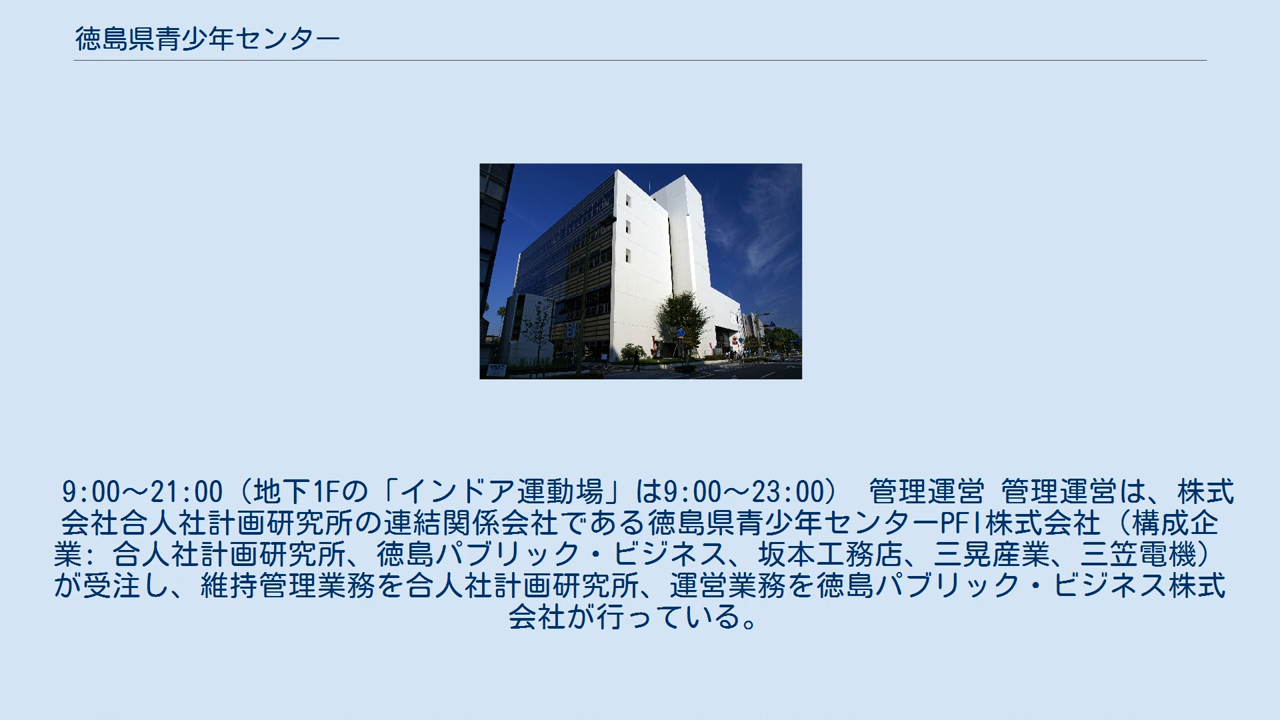 徳島県青少年センター
9:00〜21:00（地下1Fの「インドア運動場」は9:00〜23:00） 管理運営 管理運営は、株式
会社合人社計画研究所の連結関係会社である徳島県青少年センターPFI株式会社（構成企
業: 合人社計画研究所、徳島パブリック・ビジネス、坂本工務店、三晃産業、三笠電機）
が受注し、維持管理業務を合人社計画研究所、運営業務を徳島パブリック・ビジネス株式
会社が行っている。